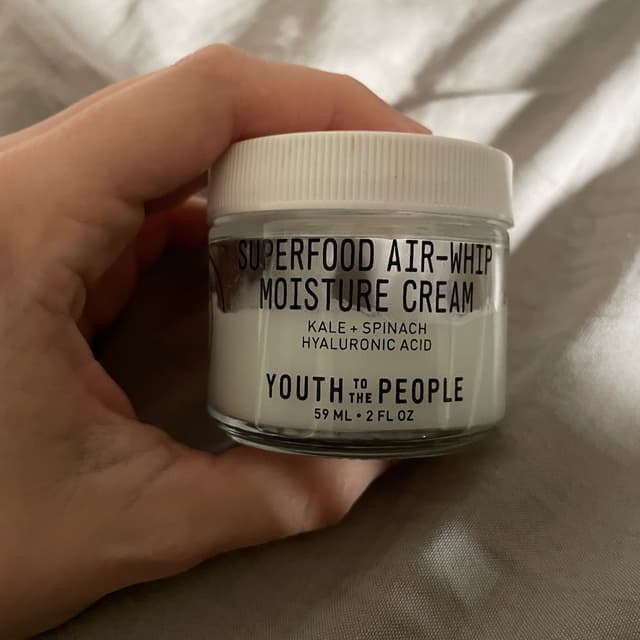 SUPERFOOD AIR-WHIP
MOISTURE CREAM
KALE + SPINACH
HYALURONIC ACID
YOUTH TO THE PEOPLE
59 ML • 2 FL OZ